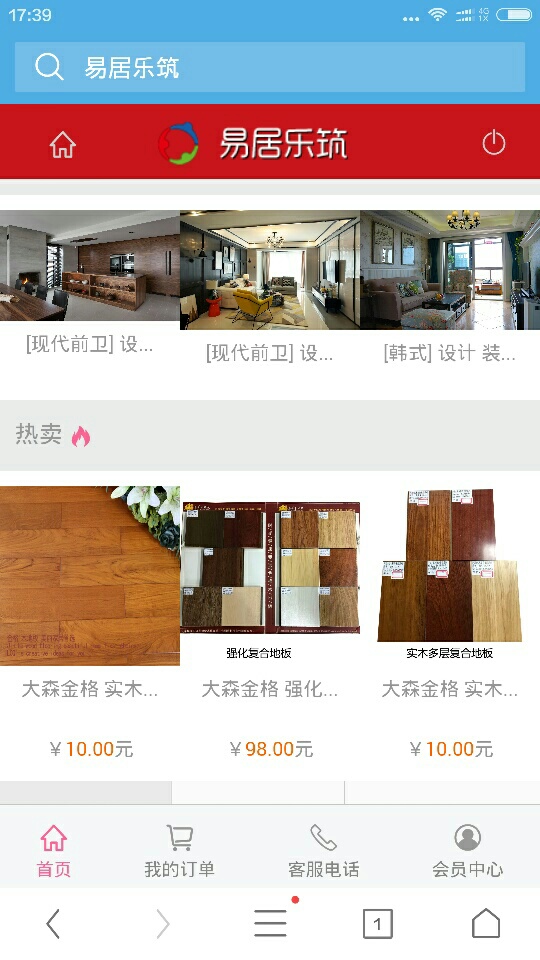 17:39
4G
1X
易居乐筑
易居乐筑
[现代前卫] 设...
[现代前卫] 设...
[韩式] 设计 装...
热卖
强化复合地板
实木多层复合地板
大森金格 实木...
大森金格 强化...
大森金格 实木...
￥10.00元
￥98.00元
￥10.00元
首页
我的订单
客服电话
会员中心
1